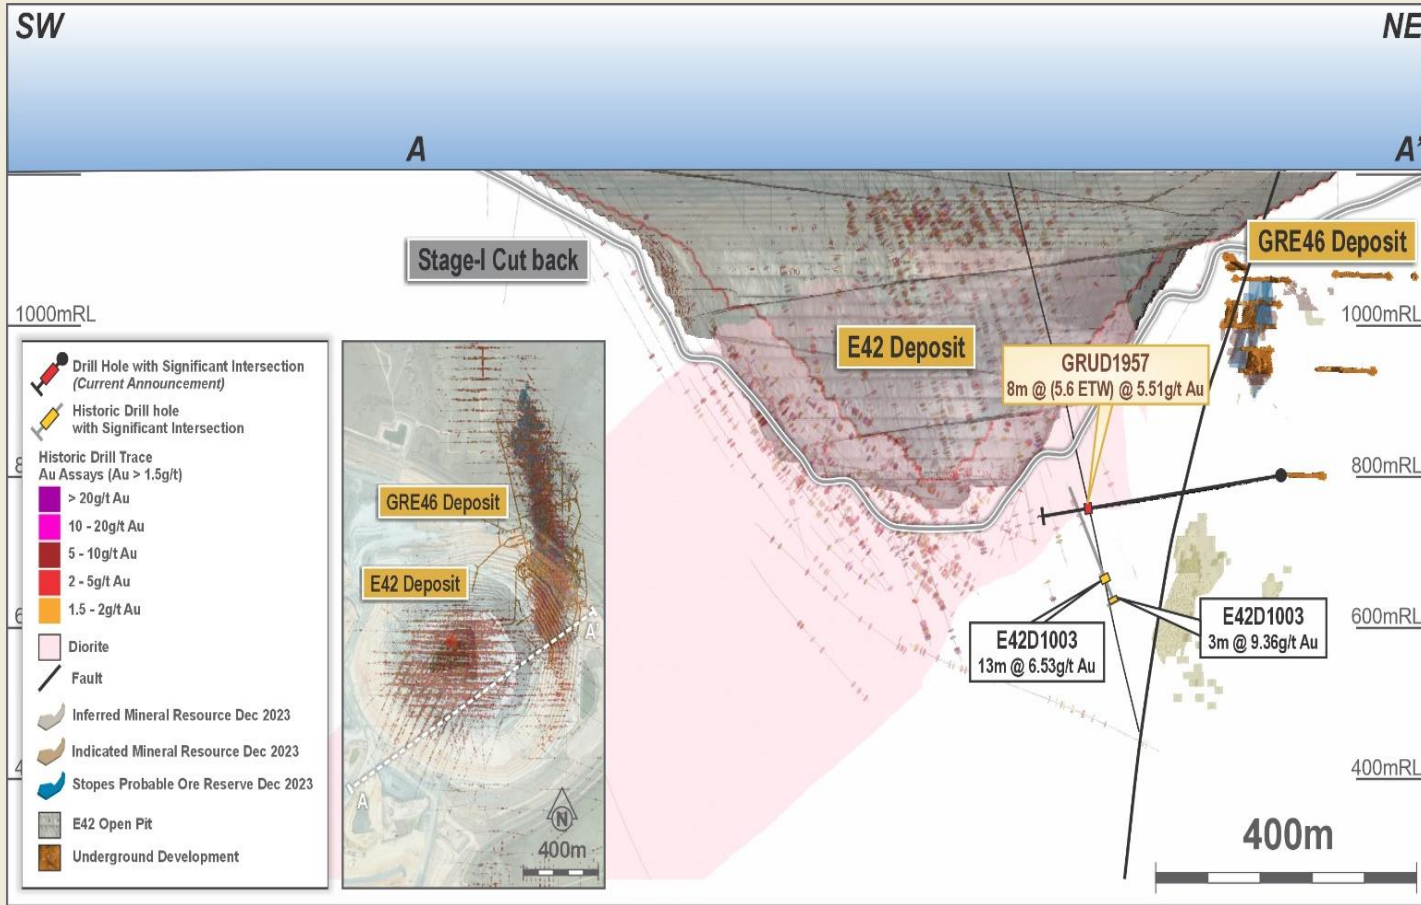 SW
NE
A
A'
Stage-I Cut back
GRE46 Deposit
1000mRL
1000mRL
E42 Deposit
GRUD1957
8m @ (5.6 ETW) @ 5.51g/t Au
Drill Hole with Significant Intersection
(Current Announcement)
Historic Drill hole
with Significant Intersection
Historic Drill Trace
Au Assays (Au > 1.5g/t)
> 20g/t Au
10 - 20g/t Au
5 - 10g/t Au
2 - 5g/t Au
1.5 - 2g/t Au
Diorite
Fault
Inferred Mineral Resource Dec 2023
Indicated Mineral Resource Dec 2023
Stopes Probable Ore Reserve Dec 2023
E42 Open Pit
Underground Development
8
6
4
GRE46 Deposit
E42 Deposit
A'
A
N
400m
800mRL
E42D1003
13m @ 6.53g/t Au
E42D1003
3m @ 9.36g/t Au
600mRL
400mRL
400m